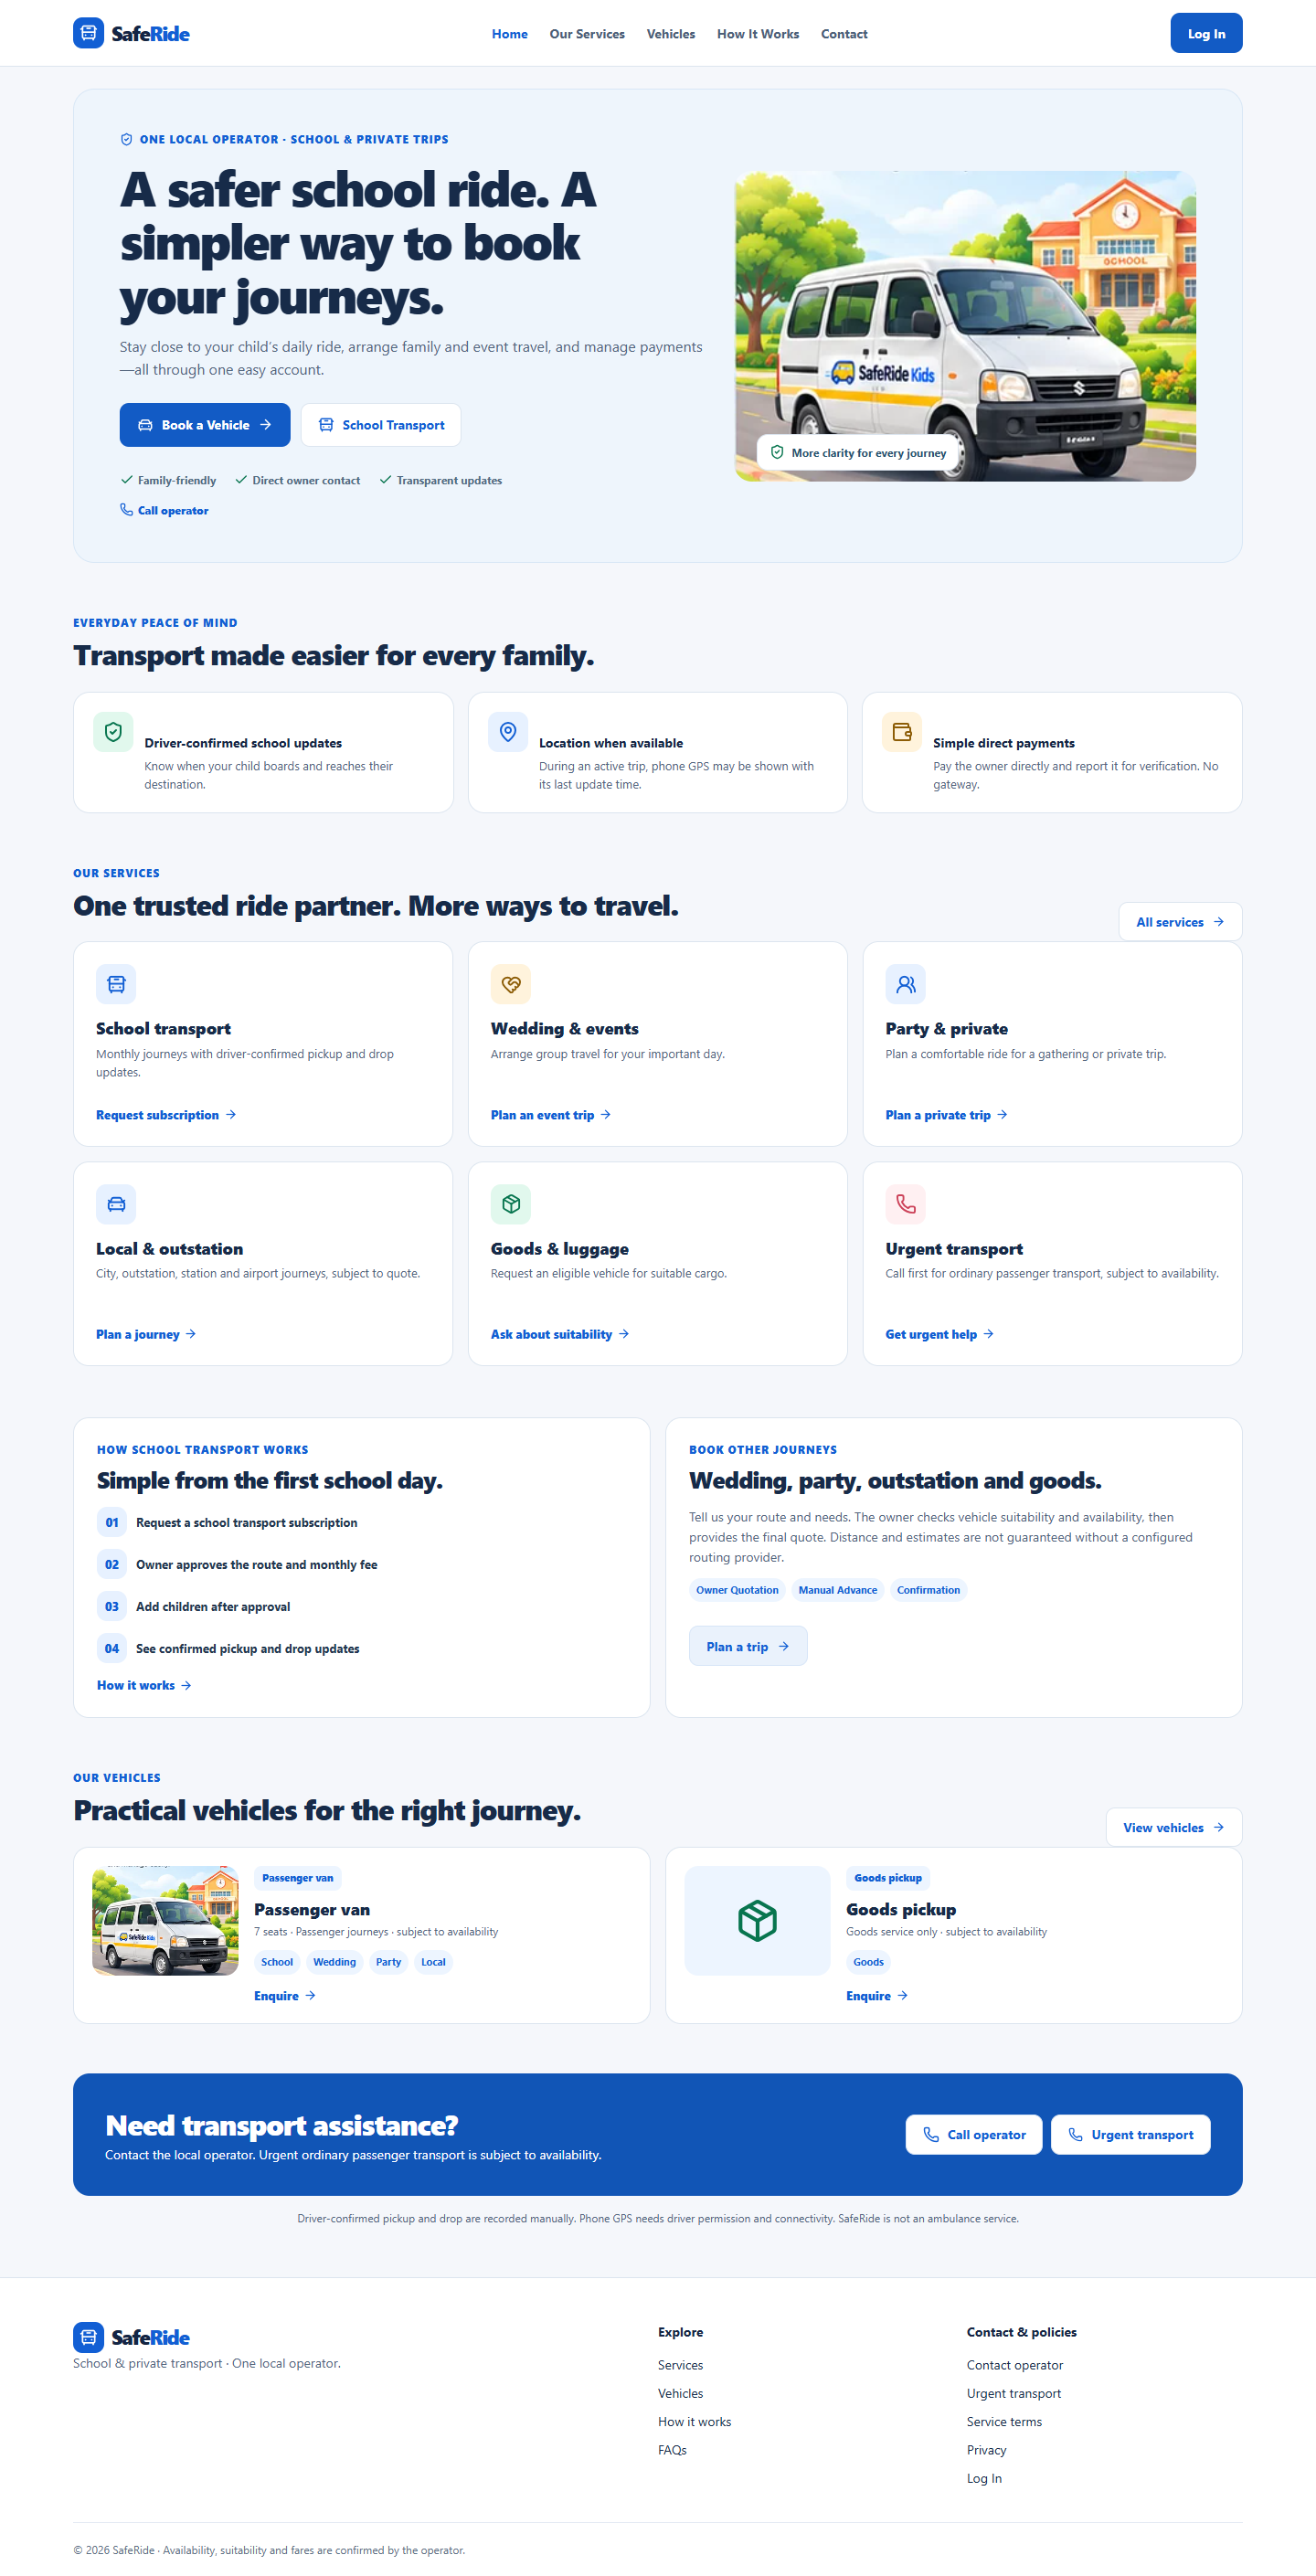 SafeRide
Home
Our Services
Vehicles
How It Works
Contact
Log In
ONE LOCAL OPERATOR · SCHOOL & PRIVATE TRIPS
A safer school ride. A
simpler way to book
your journeys.
Stay close to your child's daily ride, arrange family and event travel, and manage payments
—all through one easy account.
Book a Vehicle →
School Transport
Family-friendly
Direct owner contact
Transparent updates
Call operator
SCHOOL
SafeRide Kids
More clarity for every journey
EVERYDAY PEACE OF MIND
Transport made easier for every family.
Driver-confirmed school updates
Know when your child boards and reaches their
destination.
Location when available
During an active trip, phone GPS may be shown with
its last update time.
Simple direct payments
Pay the owner directly and report it for verification. No
gateway.
OUR SERVICES
One trusted ride partner. More ways to travel.
All services →
School transport
Monthly journeys with driver-confirmed pickup and drop
updates.
Request subscription →
Wedding & events
Arrange group travel for your important day.
Plan an event trip →
Party & private
Plan a comfortable ride for a gathering or private trip.
Plan a private trip →
Local & outstation
City, outstation, station and airport journeys, subject to quote.
Plan a journey →
Goods & luggage
Request an eligible vehicle for suitable cargo.
Ask about suitability →
Urgent transport
Call first for ordinary passenger transport, subject to availability.
Get urgent help →
HOW SCHOOL TRANSPORT WORKS
Simple from the first school day.
01 Request a school transport subscription
02 Owner approves the route and monthly fee
03 Add children after approval
04 See confirmed pickup and drop updates
How it works →
BOOK OTHER JOURNEYS
Wedding, party, outstation and goods.
Tell us your route and needs. The owner checks vehicle suitability and availability, then
provides the final quote. Distance and estimates are not guaranteed without a configured
routing provider.
Owner Quotation
Manual Advance
Confirmation
Plan a trip →
OUR VEHICLES
Practical vehicles for the right journey.
View vehicles →
SCHOOL
SafeRide Kids
Passenger van
Passenger van
7 seats · Passenger journeys · subject to availability
School
Wedding
Party
Local
Enquire →
Goods pickup
Goods pickup
Goods service only · subject to availability
Goods
Enquire →
Need transport assistance?
Contact the local operator. Urgent ordinary passenger transport is subject to availability.
Call operator
Urgent transport
Driver-confirmed pickup and drop are recorded manually. Phone GPS needs driver permission and connectivity. SafeRide is not an ambulance service.
SafeRide
School & private transport · One local operator.
Explore
Services
Vehicles
How it works
FAQs
Contact & policies
Contact operator
Urgent transport
Service terms
Privacy
Log In
© 2026 SafeRide · Availability, suitability and fares are confirmed by the operator.